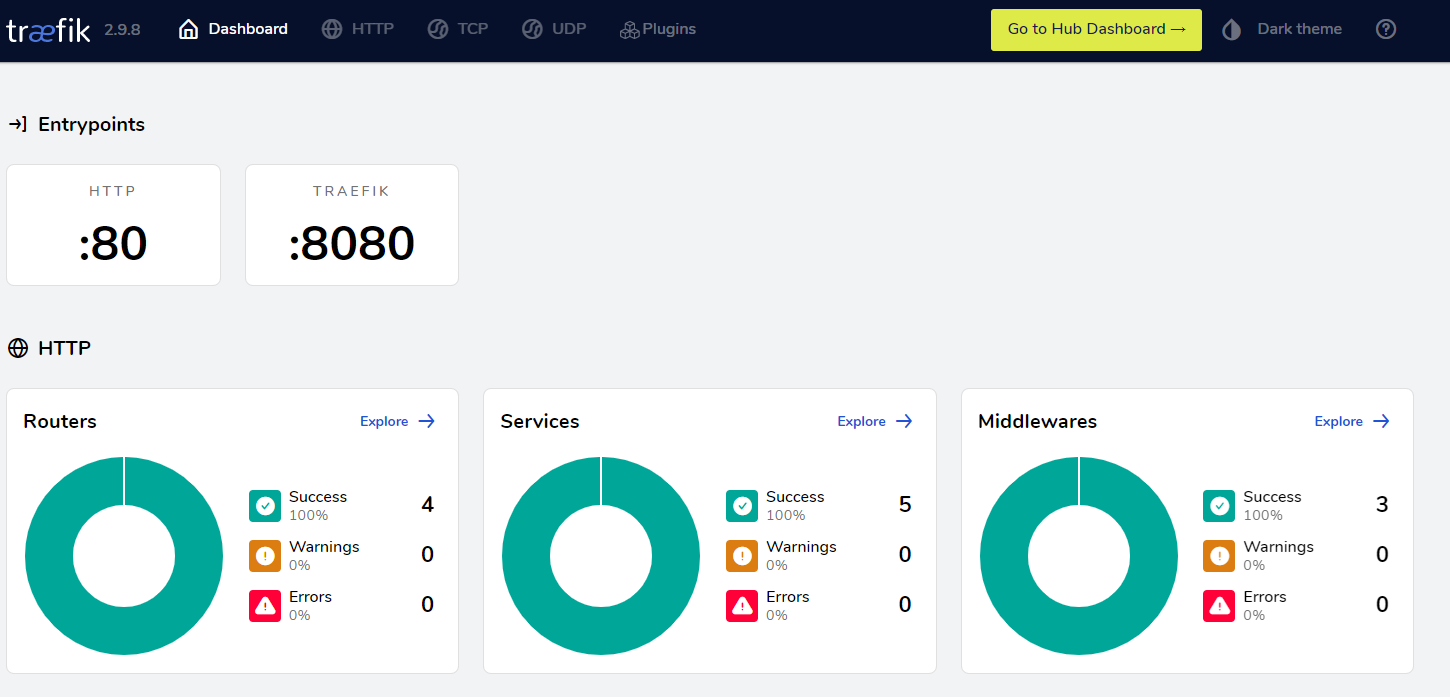 træfik 2.9.8 Dashboard HTTP TCP UDP Plugins Go to Hub Dashboard → Dark theme
Entrypoints
HTTP
:80
TRAEFIK
:8080
HTTP
Routers Explore
Success 4
100%
Warnings 0
0%
Errors 0
0%
Services Explore
Success 5
100%
Warnings 0
0%
Errors 0
0%
Middlewares Explore
Success 3
100%
Warnings 0
0%
Errors 0
0%